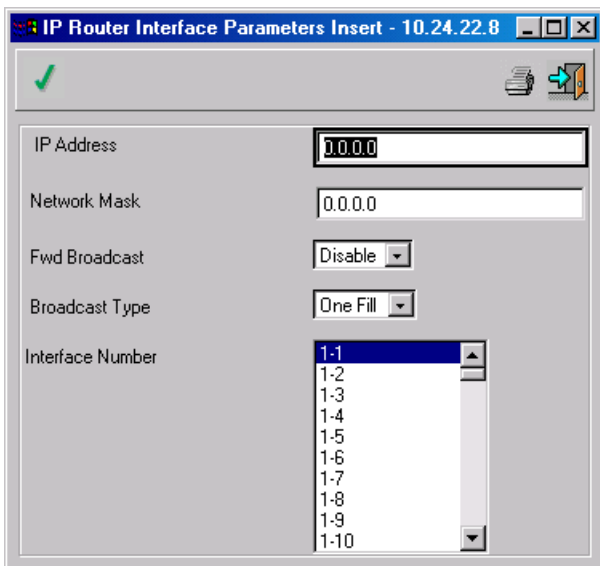 IP Router Interface Parameters Insert - 10.24.22.8
IP Address
0.0.0.0
Network Mask
0.0.0.0
Fwd Broadcast
Disable
Broadcast Type
One Fill
Interface Number
1-1
1-2
1-3
1-4
1-5
1-6
1-7
1-8
1-9
1-10